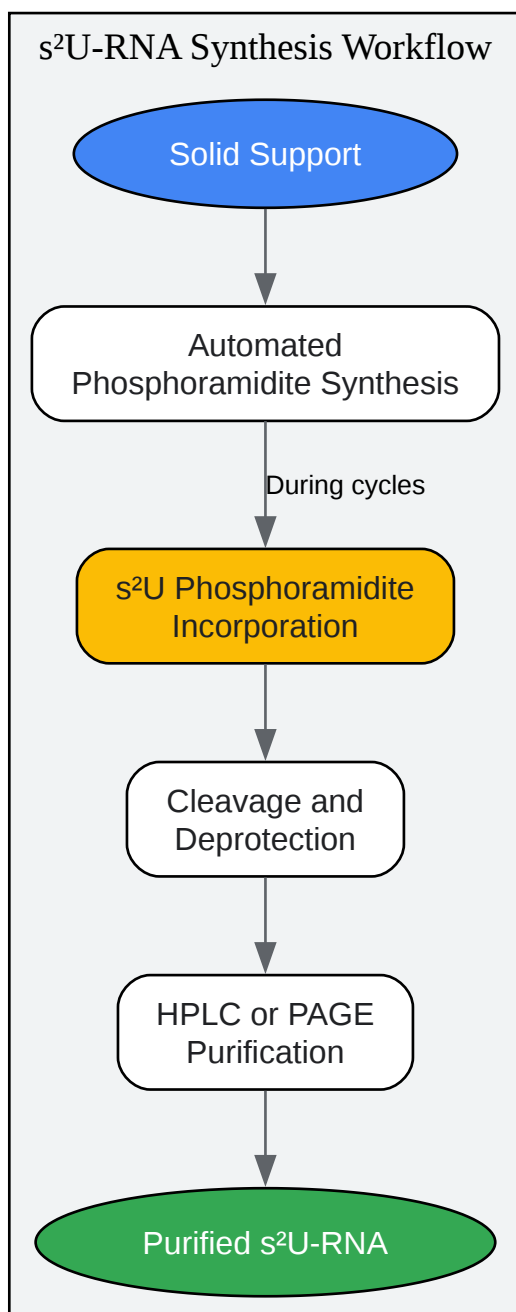 s²U-RNA Synthesis Workflow
Solid Support
Automated
Phosphoramidite Synthesis
During cycles
s²U Phosphoramidite
Incorporation
Cleavage and
Deprotection
HPLC or PAGE
Purification
Purified s²U-RNA